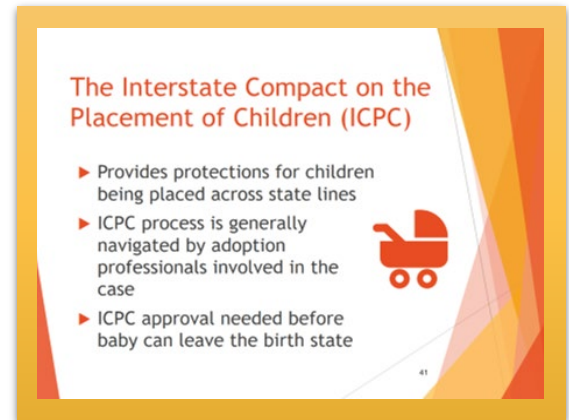 The Interstate Compact on the
Placement of Children (ICPC)
▶ Provides protections for children
being placed across state lines
▶ ICPC process is generally
navigated by adoption
professionals involved in the
case
▶ ICPC approval needed before
baby can leave the birth state
41